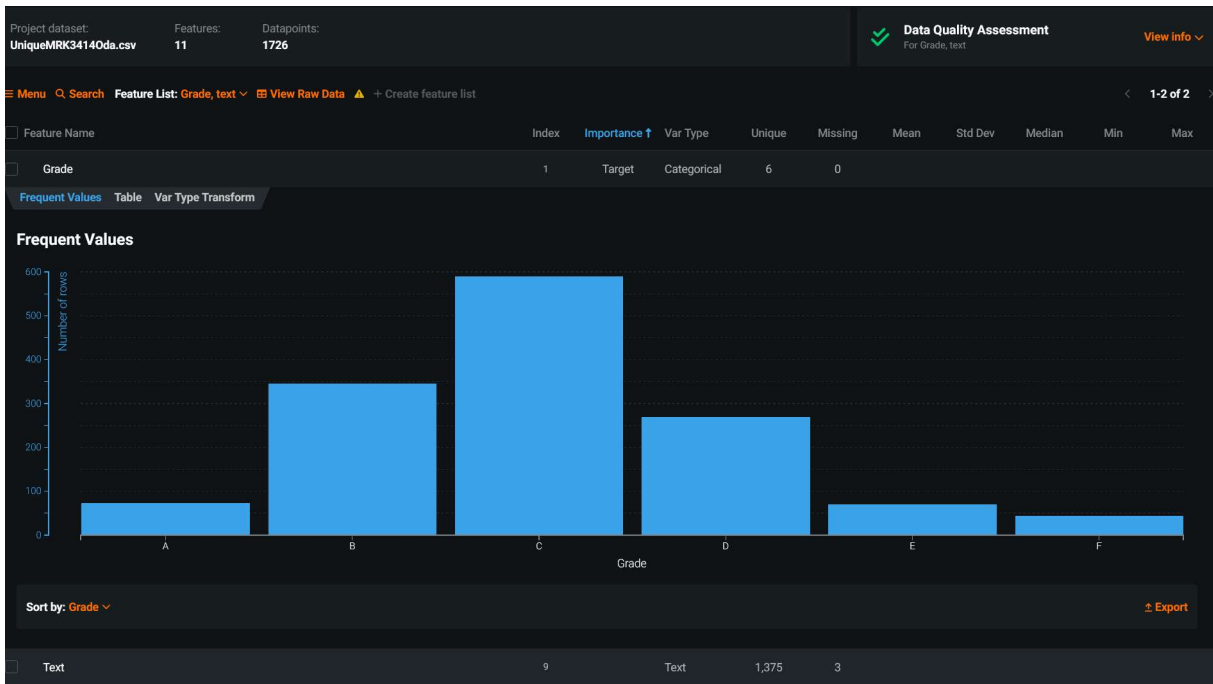 Project dataset: Features: Datapoints:
UniqueMRK3414Oda.csv 11 1726
Data Quality Assessment
For Grade, text
View info
Menu Search Feature List: Grade, text View Raw Data + Create feature list 1-2 of 2
Feature Name Index Importance Var Type Unique Missing Mean Std Dev Median Min Max
Grade 1 Target Categorical 6 0
Frequent Values Table Var Type Transform
Frequent Values
Number of rows
600
500
400
300
200
100
0
A B C D E F
Grade
Sort by: Grade Export
Text 9 Text 1,375 3